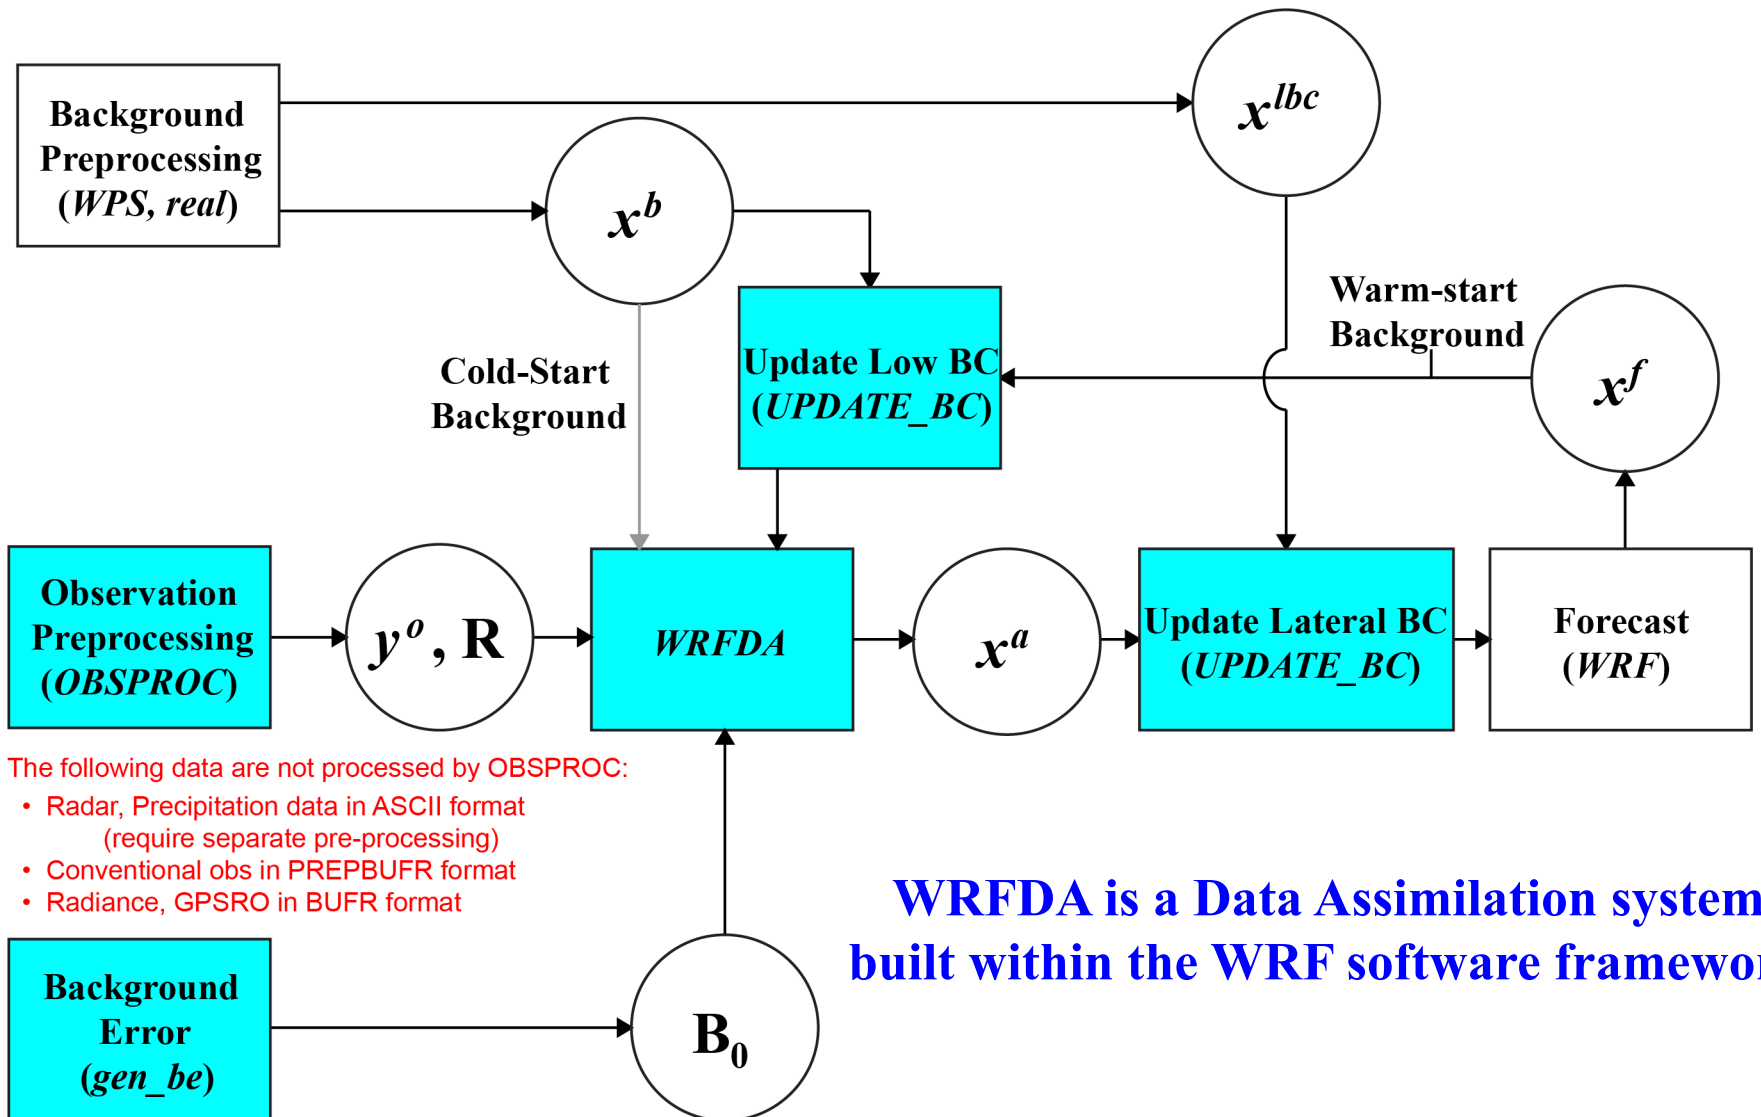 Background
Preprocessing
(WPS, real)
x^b
x^lbc
Cold-Start
Background
Update Low BC
(UPDATE_BC)
Warm-start
Background
x^f
Observation
Preprocessing
(OBSPROC)
y^o, R
WRFDA
x^a
Update Lateral BC
(UPDATE_BC)
Forecast
(WRF)
The following data are not processed by OBSPROC:
• Radar, Precipitation data in ASCII format
(require separate pre-processing)
• Conventional obs in PREPBUFR format
• Radiance, GPSRO in BUFR format
Background
Error
(gen_be)
B_0
WRFDA is a Data Assimilation system
built within the WRF software